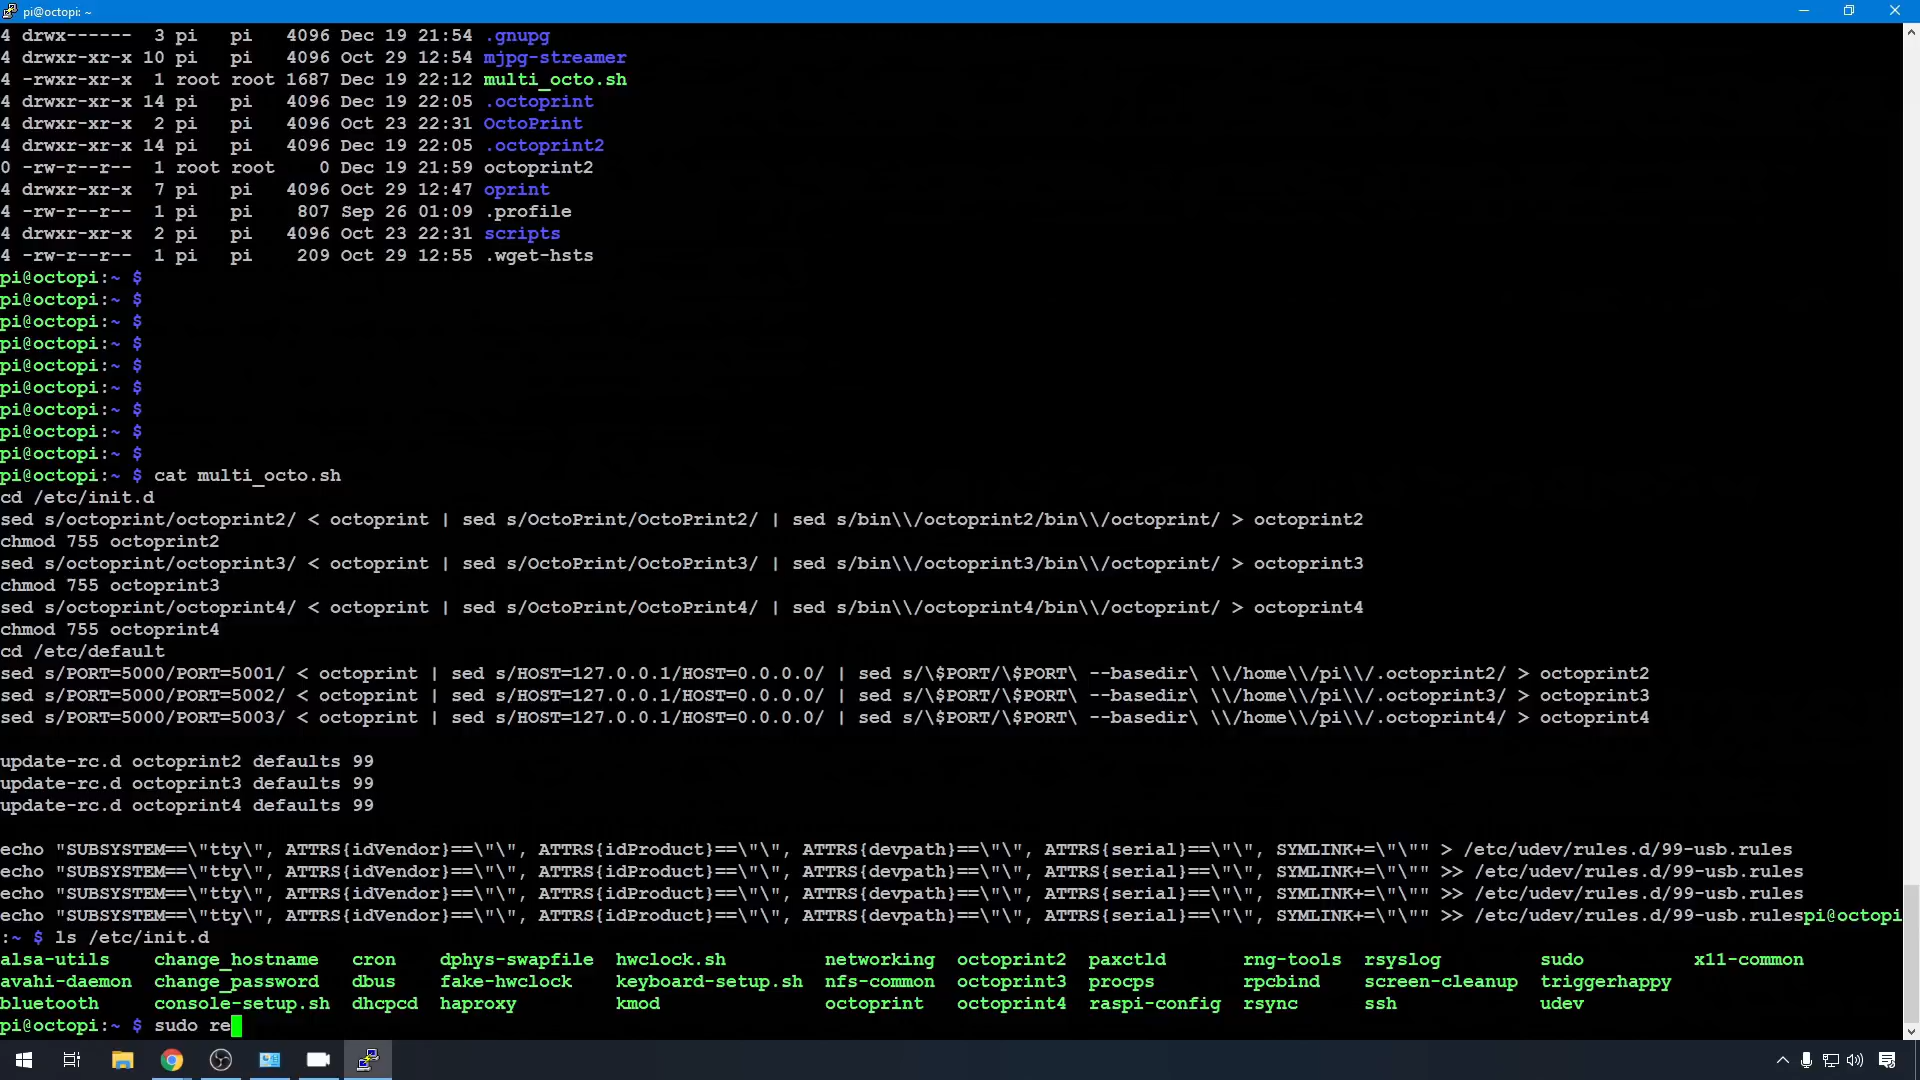 pi@octopi: ~
4 drwx------  3 pi   pi   4096 Dec 19 21:54 .gnupg
4 drwxr-xr-x 10 pi   pi   4096 Oct 29 12:54 mjpg-streamer
4 -rwxr-xr-x  1 root root 1687 Dec 19 22:12 multi_octo.sh
4 drwxr-xr-x 14 pi   pi   4096 Dec 19 22:05 .octoprint
4 drwxr-xr-x  2 pi   pi   4096 Oct 23 22:31 OctoPrint
4 drwxr-xr-x 14 pi   pi   4096 Dec 19 22:05 .octoprint2
0 -rw-r--r--  1 root root    0 Dec 19 21:59 octoprint2
4 drwxr-xr-x  7 pi   pi   4096 Oct 29 12:47 oprint
4 -rw-r--r--  1 pi   pi    807 Sep 26 01:09 .profile
4 drwxr-xr-x  2 pi   pi   4096 Oct 23 22:31 scripts
4 -rw-r--r--  1 pi   pi    209 Oct 29 12:55 .wget-hsts
pi@octopi:~ $
pi@octopi:~ $
pi@octopi:~ $
pi@octopi:~ $
pi@octopi:~ $
pi@octopi:~ $
pi@octopi:~ $
pi@octopi:~ $
pi@octopi:~ $
pi@octopi:~ $ cat multi_octo.sh
cd /etc/init.d
sed s/octoprint/octoprint2/ < octoprint | sed s/OctoPrint/OctoPrint2/ | sed s/bin\\/octoprint2/bin\\/octoprint/ > octoprint2
chmod 755 octoprint2
sed s/octoprint/octoprint3/ < octoprint | sed s/OctoPrint/OctoPrint3/ | sed s/bin\\/octoprint3/bin\\/octoprint/ > octoprint3
chmod 755 octoprint3
sed s/octoprint/octoprint4/ < octoprint | sed s/OctoPrint/OctoPrint4/ | sed s/bin\\/octoprint4/bin\\/octoprint/ > octoprint4
chmod 755 octoprint4
cd /etc/default
sed s/PORT=5000/PORT=5001/ < octoprint | sed s/HOST=127.0.0.1/HOST=0.0.0.0/ | sed s/\$PORT/\$PORT\ --basedir\ \\/home\\/pi\\/.octoprint2/ > octoprint2
sed s/PORT=5000/PORT=5002/ < octoprint | sed s/HOST=127.0.0.1/HOST=0.0.0.0/ | sed s/\$PORT/\$PORT\ --basedir\ \\/home\\/pi\\/.octoprint3/ > octoprint3
sed s/PORT=5000/PORT=5003/ < octoprint | sed s/HOST=127.0.0.1/HOST=0.0.0.0/ | sed s/\$PORT/\$PORT\ --basedir\ \\/home\\/pi\\/.octoprint4/ > octoprint4
update-rc.d octoprint2 defaults 99
update-rc.d octoprint3 defaults 99
update-rc.d octoprint4 defaults 99
echo "SUBSYSTEM==\"tty\", ATTRS{idVendor}==\"\", ATTRS{idProduct}==\"\", ATTRS{devpath}==\"\", ATTRS{serial}==\"\", SYMLINK+=\"\"" > /etc/udev/rules.d/99-usb.rules
echo "SUBSYSTEM==\"tty\", ATTRS{idVendor}==\"\", ATTRS{idProduct}==\"\", ATTRS{devpath}==\"\", ATTRS{serial}==\"\", SYMLINK+=\"\"" >> /etc/udev/rules.d/99-usb.rules
echo "SUBSYSTEM==\"tty\", ATTRS{idVendor}==\"\", ATTRS{idProduct}==\"\", ATTRS{devpath}==\"\", ATTRS{serial}==\"\", SYMLINK+=\"\"" >> /etc/udev/rules.d/99-usb.rules
echo "SUBSYSTEM==\"tty\", ATTRS{idVendor}==\"\", ATTRS{idProduct}==\"\", ATTRS{devpath}==\"\", ATTRS{serial}==\"\", SYMLINK+=\"\"" >> /etc/udev/rules.d/99-usb.rulespi@octopi
:~ $ ls /etc/init.d
alsa-utils    change_hostname   cron    dphys-swapfile  hwclock.sh         networking  octoprint2  paxctld      rng-tools  rsyslog         sudo         x11-common
avahi-daemon  change_password   dbus    fake-hwclock    keyboard-setup.sh  nfs-common  octoprint3  procps       rpcbind    screen-cleanup  triggerhappy
bluetooth     console-setup.sh  dhcpcd  haproxy         kmod               octoprint   octoprint4  raspi-config  rsync      ssh             udev
pi@octopi:~ $ sudo re